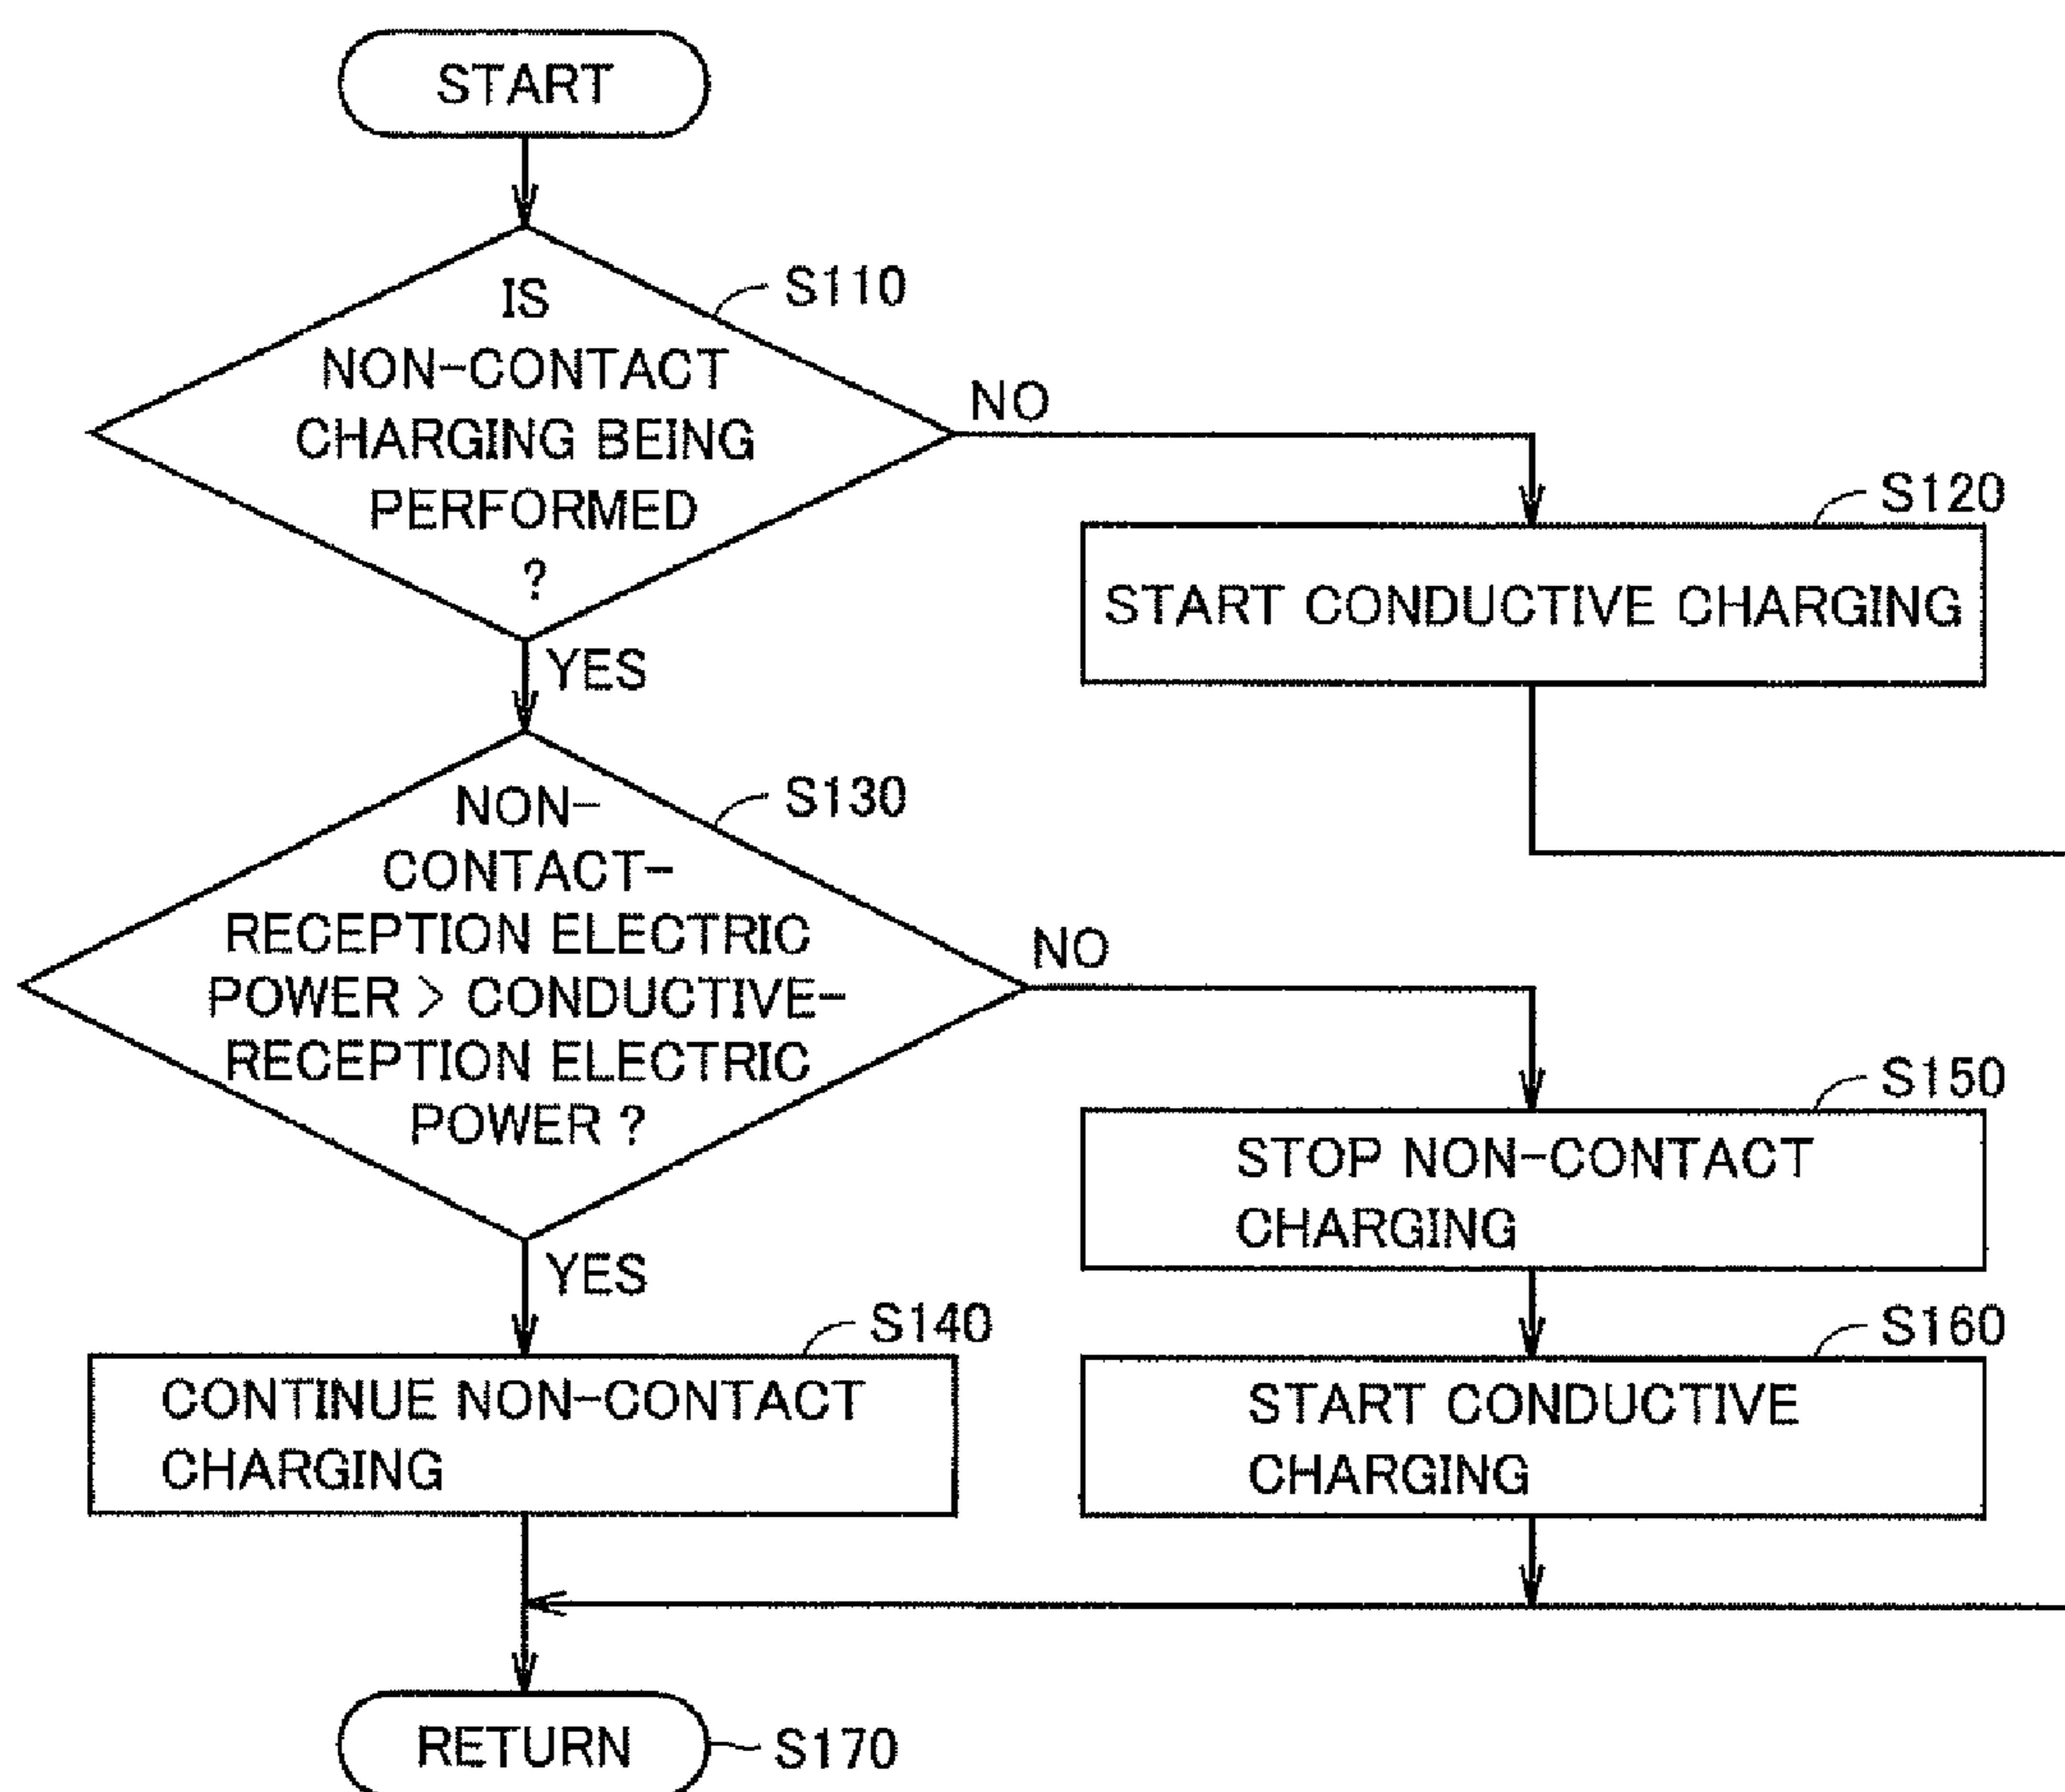 START
IS
NON-CONTACT
CHARGING BEING
PERFORMED
?
S110
NO
YES
S120
START CONDUCTIVE CHARGING
NON-
CONTACT-
RECEPTION ELECTRIC
POWER > CONDUCTIVE-
RECEPTION ELECTRIC
POWER ?
S130
NO
YES
S150
STOP NON-CONTACT
CHARGING
S140
CONTINUE NON-CONTACT
CHARGING
S160
START CONDUCTIVE
CHARGING
RETURN
S170